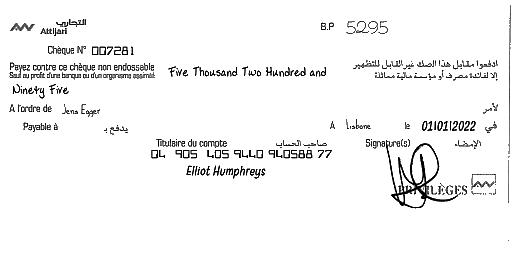 التجاري
Attijari
B.P 5295
Chèque N° 007281
Payez contre ce chèque non endossable
Sauf au profit d'une banque ou d'un organisme assimilé
Five Thousand Two Hundred and
ادفعوا مقابل هذا الصك غير القابل للتظهير
إلا لفائدة مصرف أو مؤسسة مالية مماثلة
Ninety Five
A l'ordre de Jens Egger
لأمر
Payable à يدفع بـ
A Lisbone le 01/01/2022 في
Titulaire du compte صاحب الحساب
Signature(s) الإمضاء
04 905 405 9440 940588 77
Elliot Humphreys
PRIVILÈGES